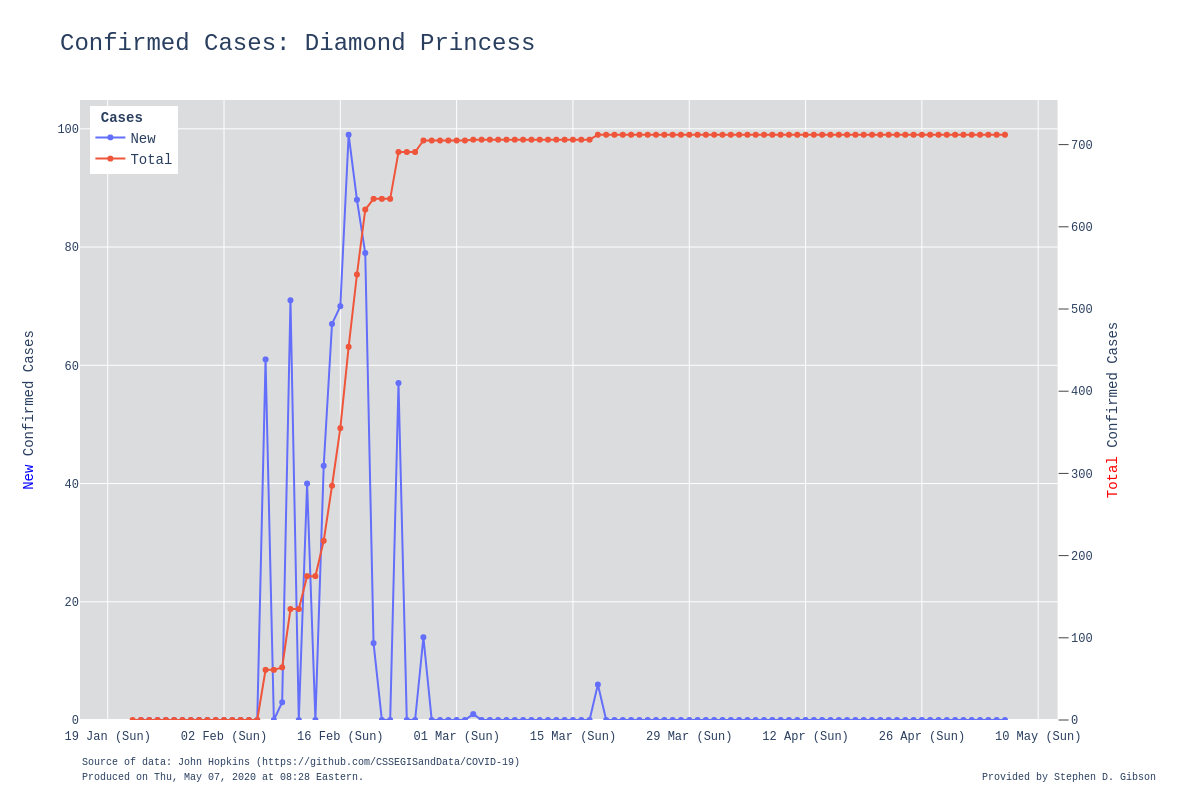 Confirmed Cases: Diamond Princess
Cases
New
Total
100
80
60
40
20
0
700
600
500
400
300
200
100
0
New Confirmed Cases
Total Confirmed Cases
19 Jan (Sun) 02 Feb (Sun) 16 Feb (Sun) 01 Mar (Sun) 15 Mar (Sun) 29 Mar (Sun) 12 Apr (Sun) 26 Apr (Sun) 10 May (Sun)
Source of data: John Hopkins (https://github.com/CSSEGISandData/COVID-19)
Produced on Thu, May 07, 2020 at 08:28 Eastern.
Provided by Stephen D. Gibson